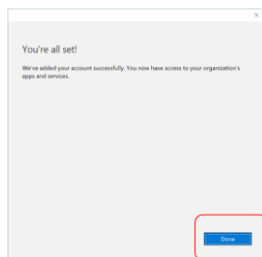 You're all set!
We've added your account successfully. You now have access to your organization's
apps and services.
Done